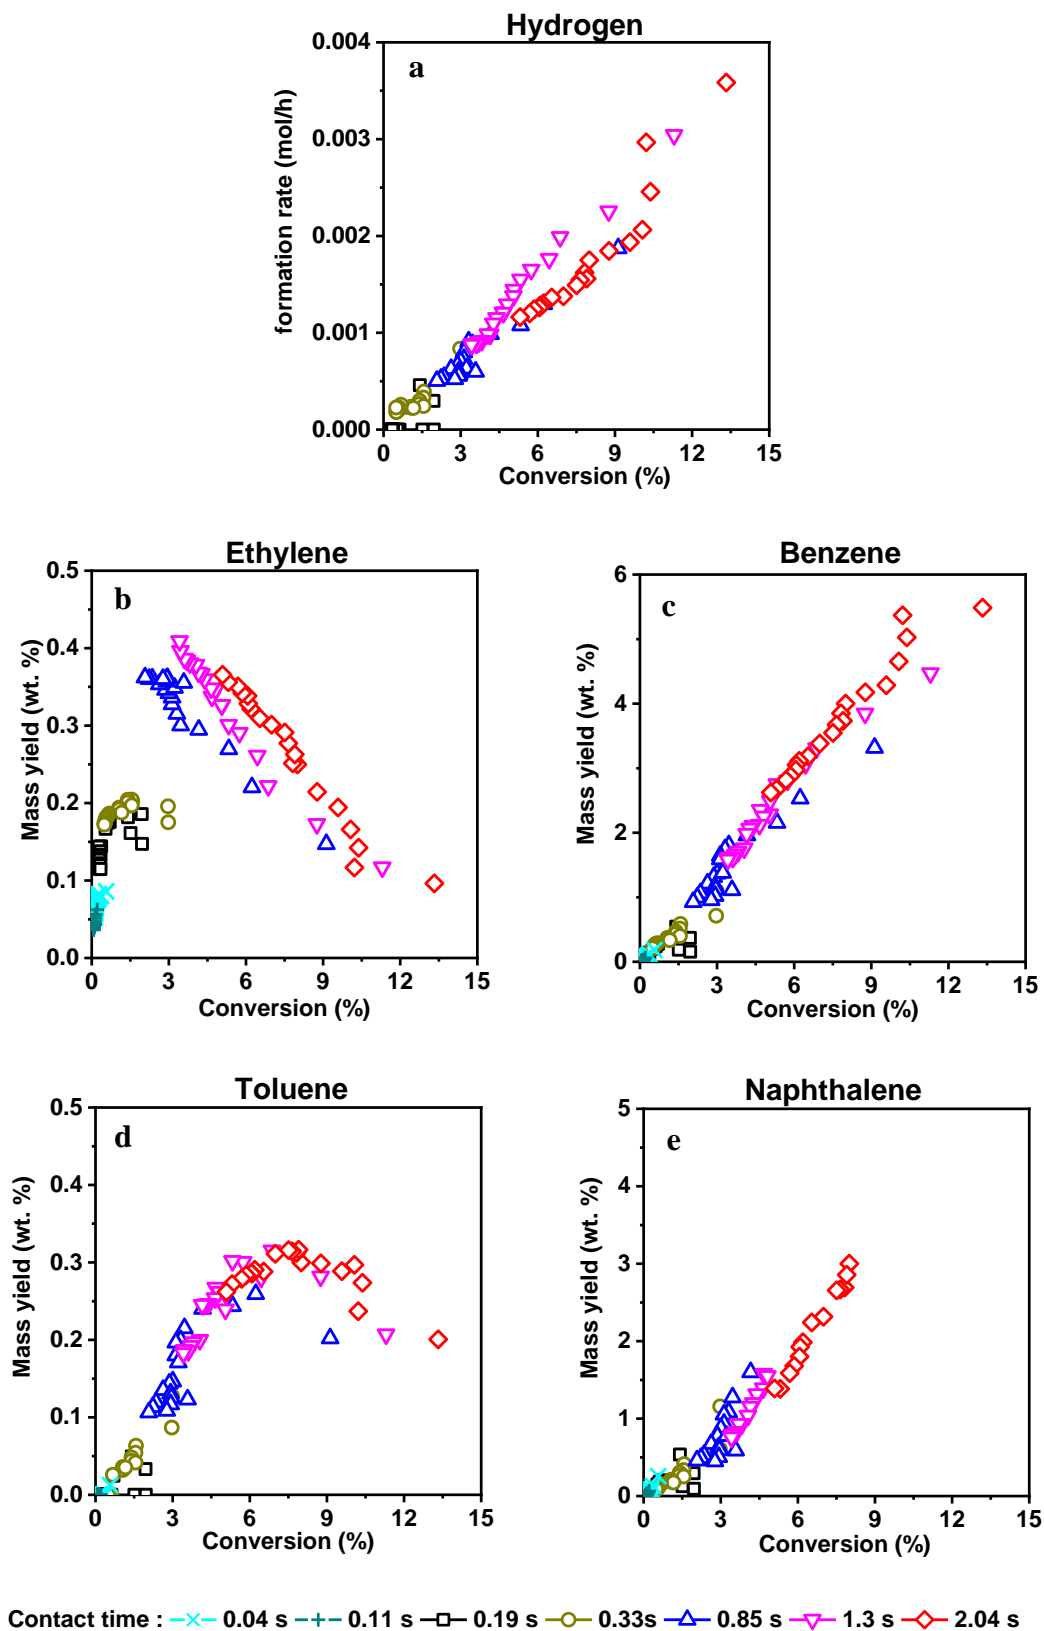 Hydrogen
a
formation rate (mol/h)
0.004
0.003
0.002
0.001
0.000
0 3 6 9 12 15
Conversion (%)
Ethylene
b
Mass yield (wt. %)
0.5
0.4
0.3
0.2
0.1
0.0
0 3 6 9 12 15
Conversion (%)
Benzene
c
Mass yield (wt. %)
6
4
2
0
0 3 6 9 12 15
Conversion (%)
Toluene
d
Mass yield (wt. %)
0.5
0.4
0.3
0.2
0.1
0.0
0 3 6 9 12 15
Conversion (%)
Naphthalene
e
Mass yield (wt. %)
5
4
3
2
1
0
0 3 6 9 12 15
Conversion (%)
Contact time : 0.04 s 0.11 s 0.19 s 0.33s 0.85 s 1.3 s 2.04 s